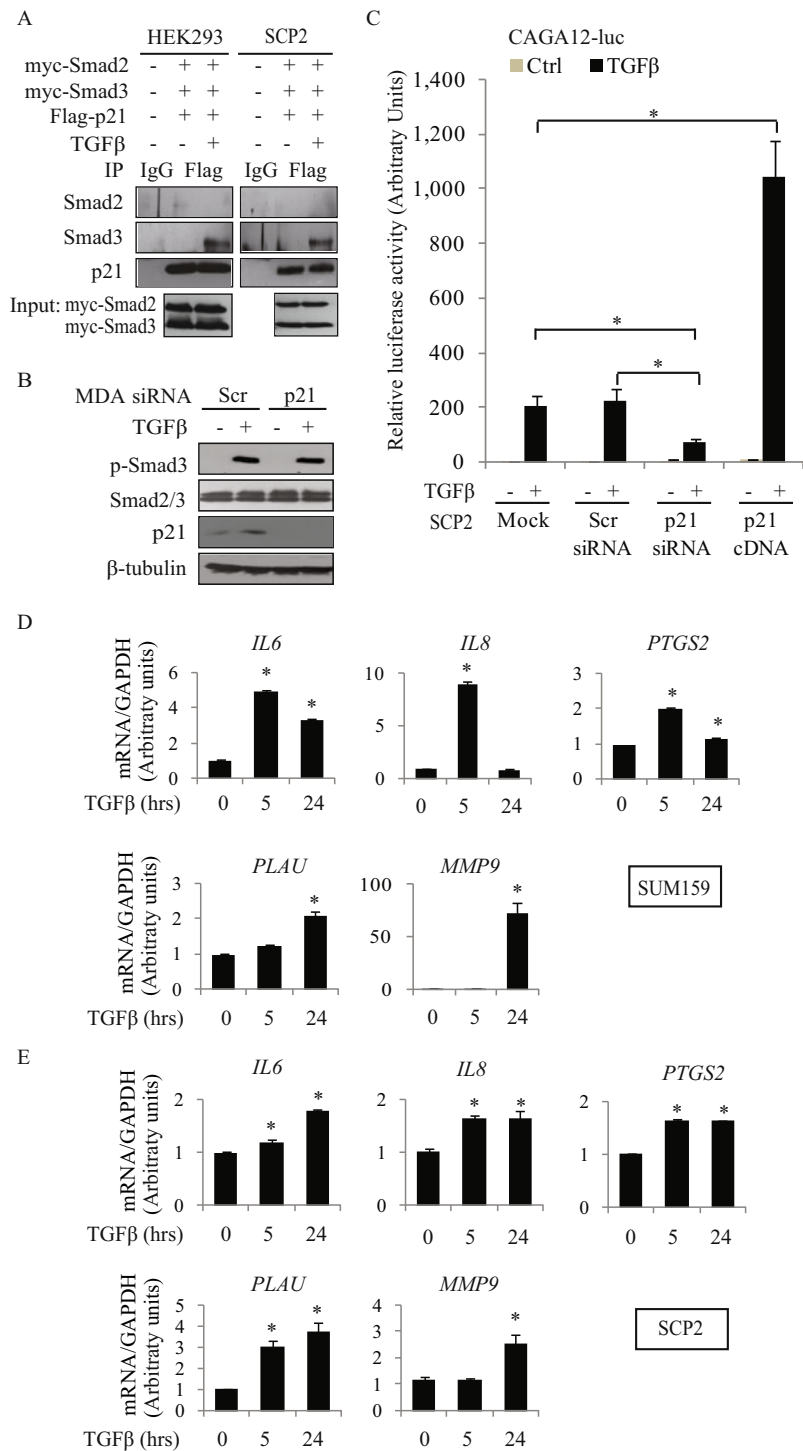 A
HEK293 SCP2
myc-Smad2 - + + - + +
myc-Smad3 - + + - + +
Flag-p21 - + + - + +
TGFβ - - + - - +
IP IgG Flag IgG Flag
Smad2
Smad3
p21
Input: myc-Smad2
myc-Smad3
B
MDA siRNA Scr p21
TGFβ - + - +
p-Smad3
Smad2/3
p21
β-tubulin
C
CAGA12-luc
Ctrl TGFβ
Relative luciferase activity (Arbitraty Units)
1,400
1,200
1,000
800
600
400
200
0
*
*
*
TGFβ - + - + - + - +
SCP2 Mock Scr siRNA p21 siRNA p21 cDNA
D
mRNA/GAPDH
(Arbitraty units)
IL6
6
4
2
0
* *
TGFβ (hrs) 0 5 24
IL8
10
5
0
*
0 5 24
PTGS2
3
2
1
0
* *
0 5 24
mRNA/GAPDH
(Arbitraty units)
PLAU
3
2
1
0
*
TGFβ (hrs) 0 5 24
MMP9
100
50
0
*
0 5 24
SUM159
E
mRNA/GAPDH
(Arbitraty units)
IL6
2
1
0
* *
TGFβ (hrs) 0 5 24
IL8
2
1
0
* *
0 5 24
PTGS2
2
1
0
* *
0 5 24
mRNA/GAPDH
(Arbitraty units)
PLAU
5
4
3
2
1
0
* *
TGFβ (hrs) 0 5 24
MMP9
4
3
2
1
0
*
0 5 24
SCP2